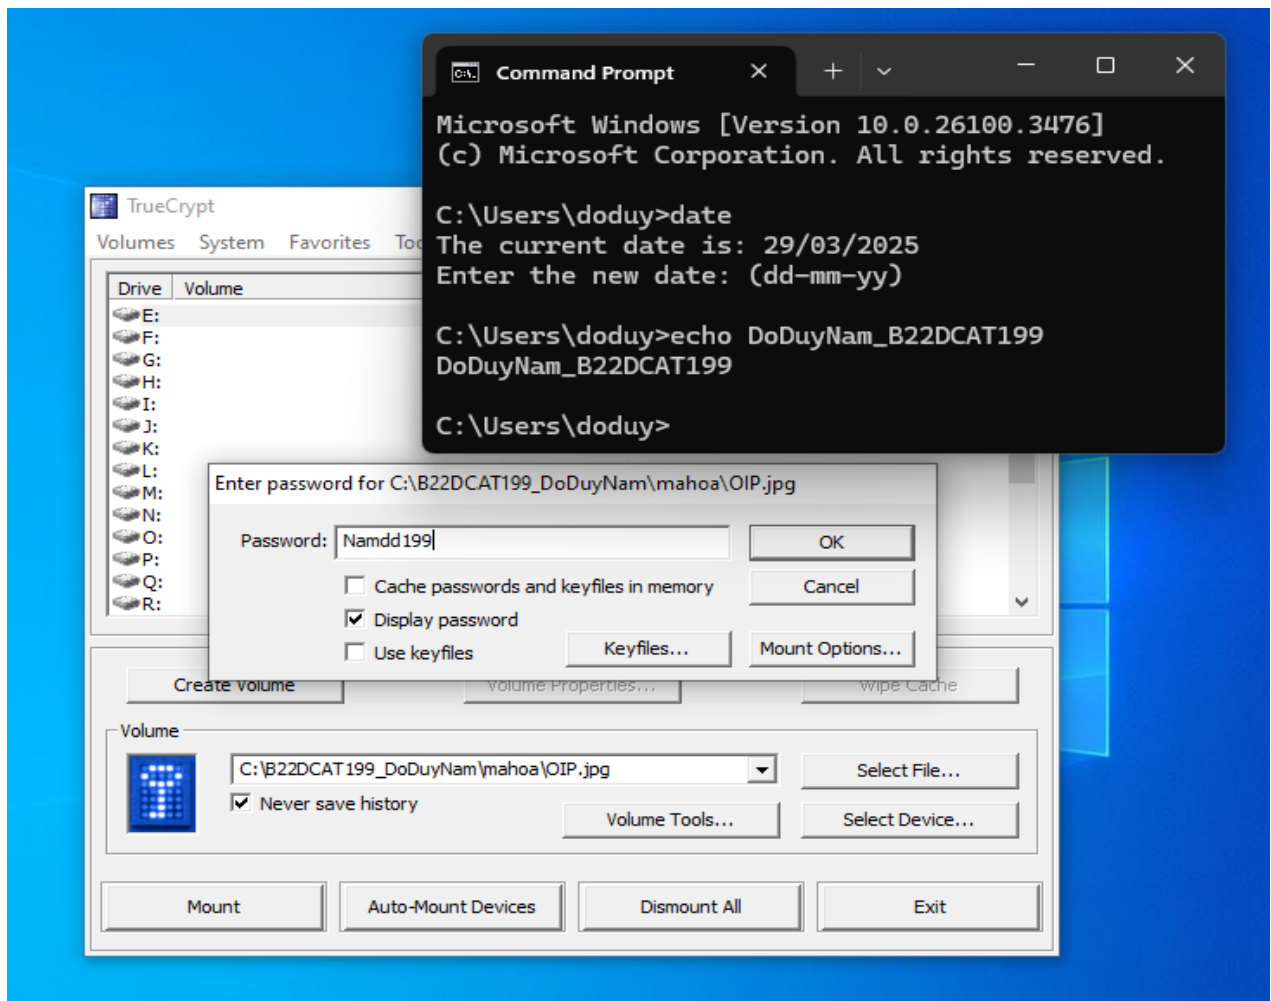 Command Prompt
Microsoft Windows [Version 10.0.26100.3476]
(c) Microsoft Corporation. All rights reserved.
C:\Users\doduy>date
The current date is: 29/03/2025
Enter the new date: (dd-mm-yy)
C:\Users\doduy>echo DoDuyNam_B22DCAT199
DoDuyNam_B22DCAT199
C:\Users\doduy>
TrueCrypt
Volumes System Favorites
Drive Volume
E:
F:
G:
H:
I:
J:
K:
L:
M:
N:
O:
P:
Q:
R:
Enter password for C:\B22DCAT199_DoDuyNam\mahoa\OIP.jpg
Password: Namdd199 OK
Cache passwords and keyfiles in memory Cancel
Display password
Use keyfiles Keyfiles... Mount Options...
Create Volume Volume Properties... Wipe Cache
Volume
C:\B22DCAT199_DoDuyNam\mahoa\OIP.jpg Select File...
Never save history Volume Tools... Select Device...
Mount Auto-Mount Devices Dismount All Exit